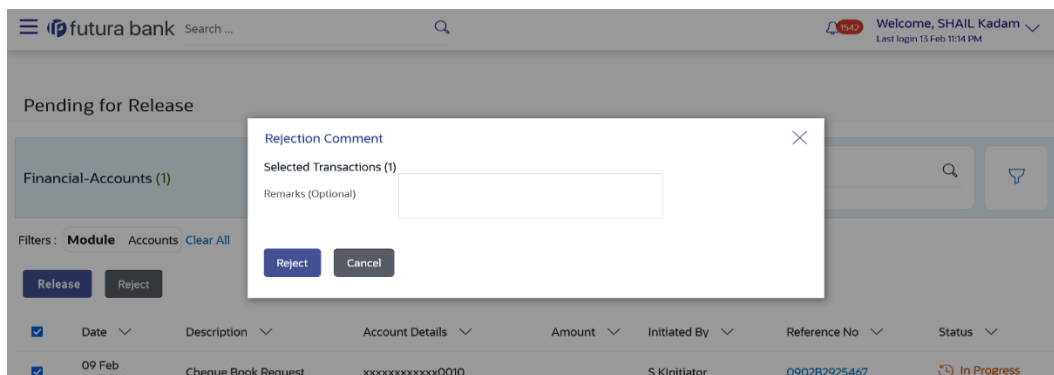 futura bank Search ... 1542 Welcome, SHAIL Kadam
Last login 13 Feb 11:14 PM
Pending for Release
Rejection Comment
Selected Transactions (1)
Remarks (Optional)
Reject Cancel
Financial-Accounts (1)
Filters : Module Accounts Clear All
Release Reject
Date Description Account Details Amount Initiated By Reference No Status
09 Feb
Cheque Book Request xxxxxxxxxxxx0010 S KInitiator 0902B2925467 In Progress